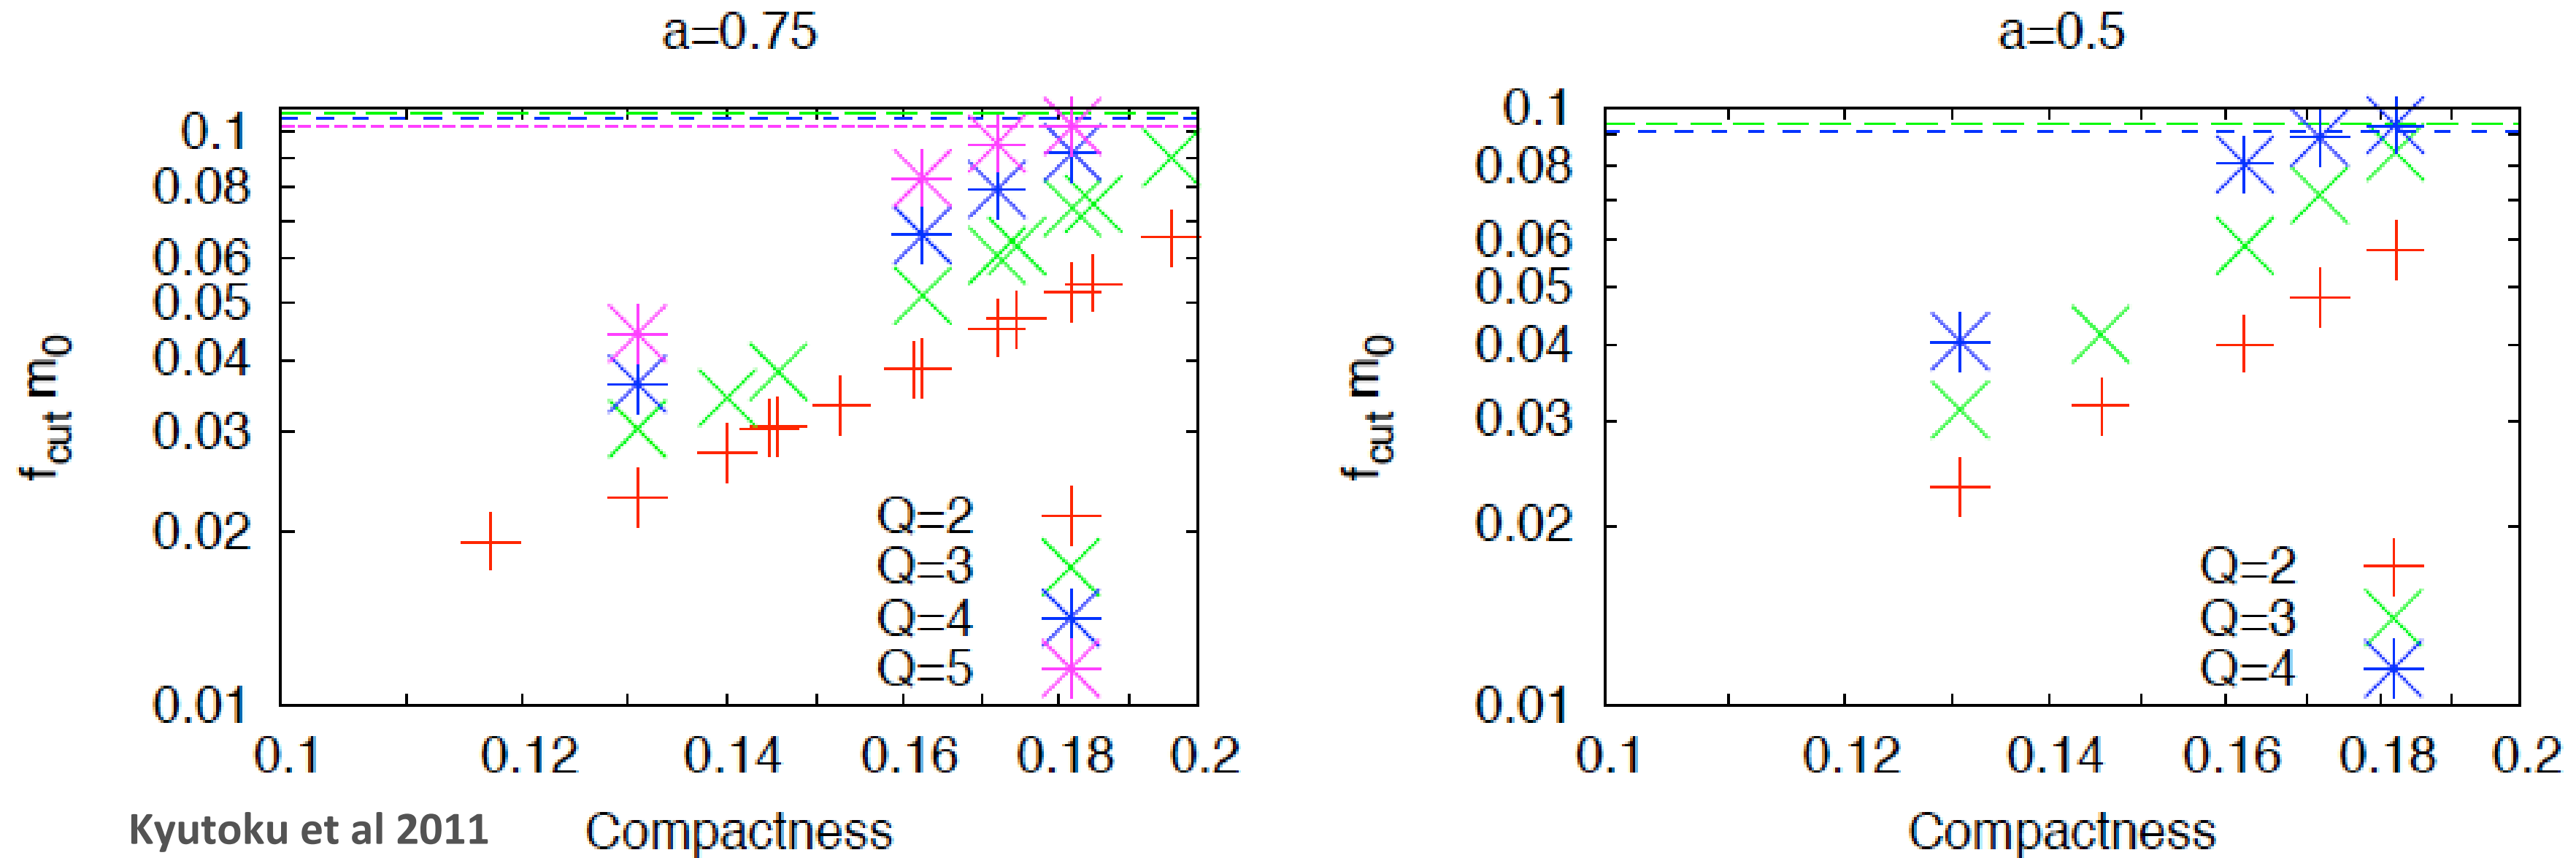 a=0.75
0.1
0.08
0.06
0.05
0.04
0.03
0.02
0.01
f_cut m_0
Q=2
Q=3
Q=4
Q=5
0.1 0.12 0.14 0.16 0.18 0.2
Compactness
Kyutoku et al 2011
a=0.5
0.1
0.08
0.06
0.05
0.04
0.03
0.02
0.01
f_cut m_0
Q=2
Q=3
Q=4
0.1 0.12 0.14 0.16 0.18 0.2
Compactness